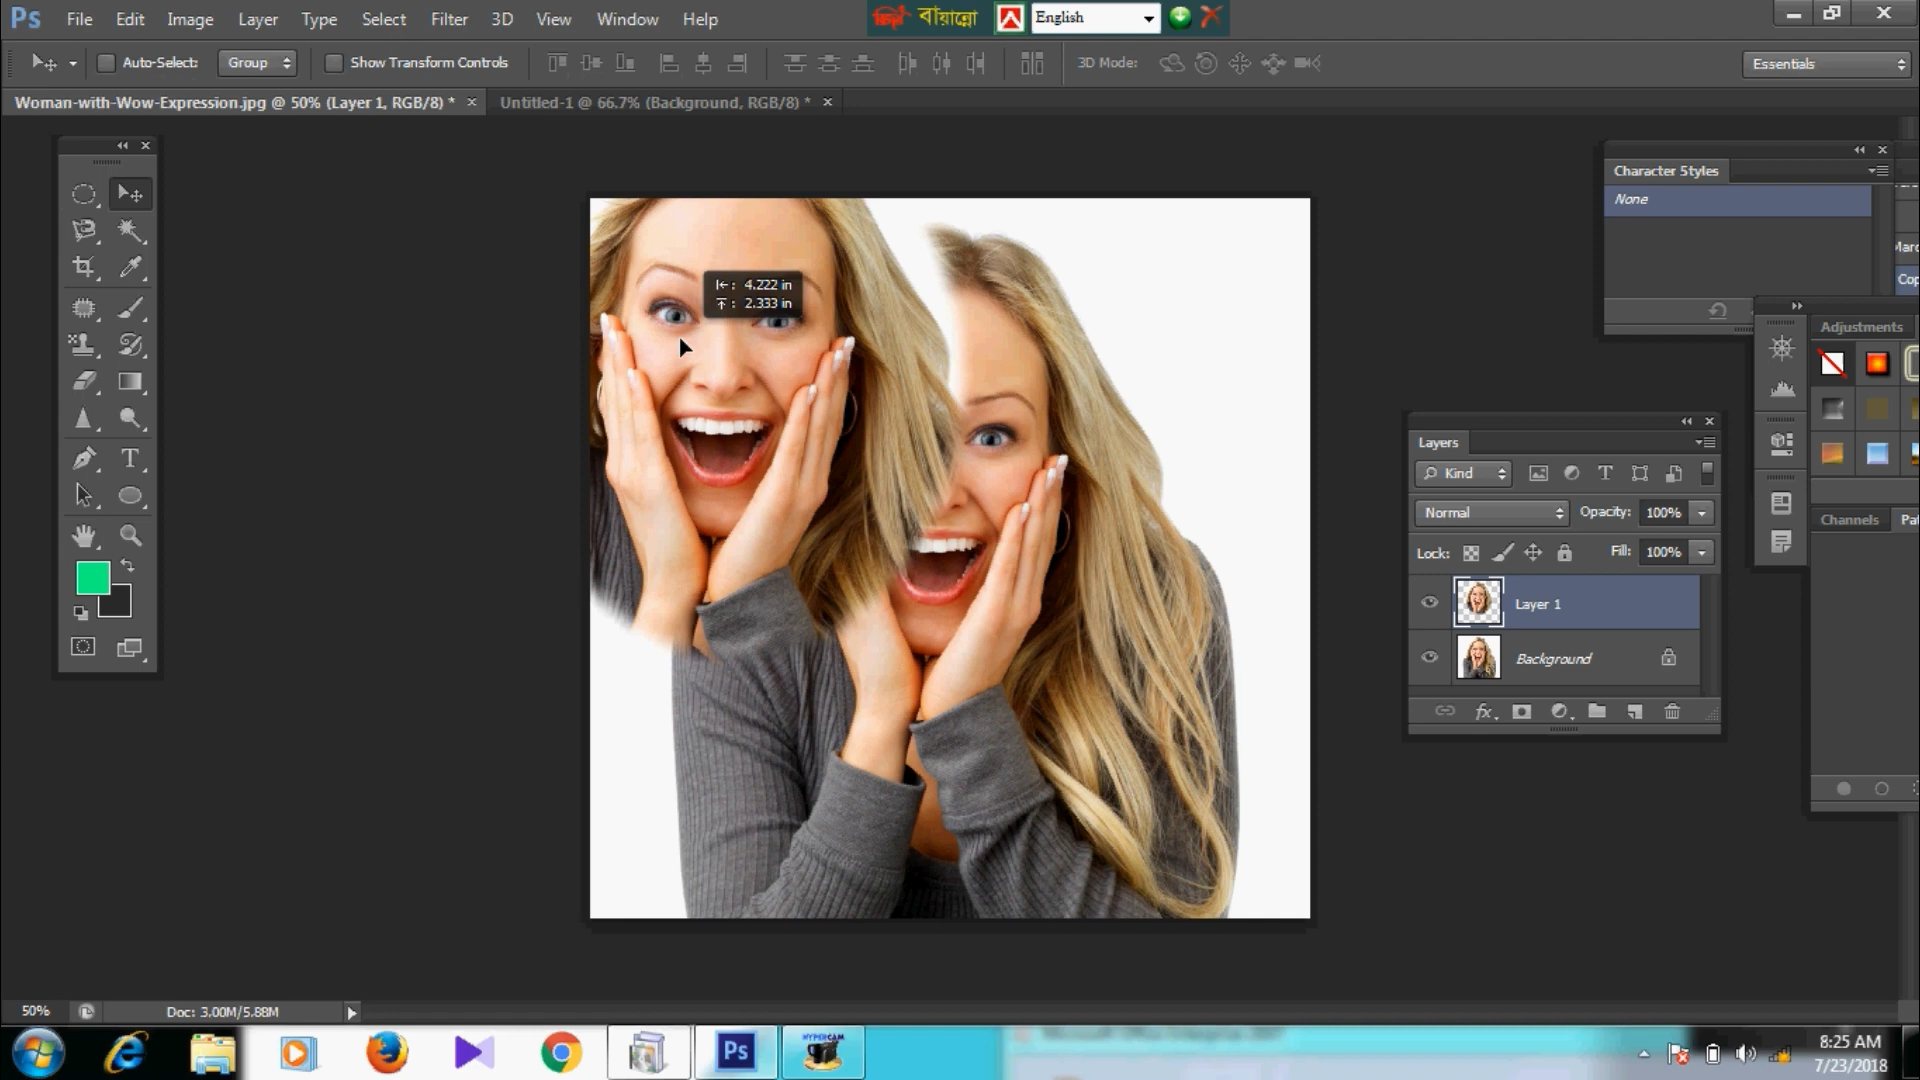 Ps File Edit Image Layer Type Select Filter 3D View Window Help
বায়ান্নো English
Auto-Select: Group Show Transform Controls 3D Mode: Essentials
Woman-with-Wow-Expression.jpg @ 50% (Layer 1, RGB/8) * × Untitled-1 @ 66.7% (Background, RGB/8) * ×
Character Styles
None
4.222 in
2.333 in
Adjustments
Layers
Kind
Normal Opacity: 100%
Lock: Fill: 100%
Channels
Layer 1
Background
50% Doc: 3.00M/5.88M
Ps
HYPERCAM
8:25 AM
7/23/2018